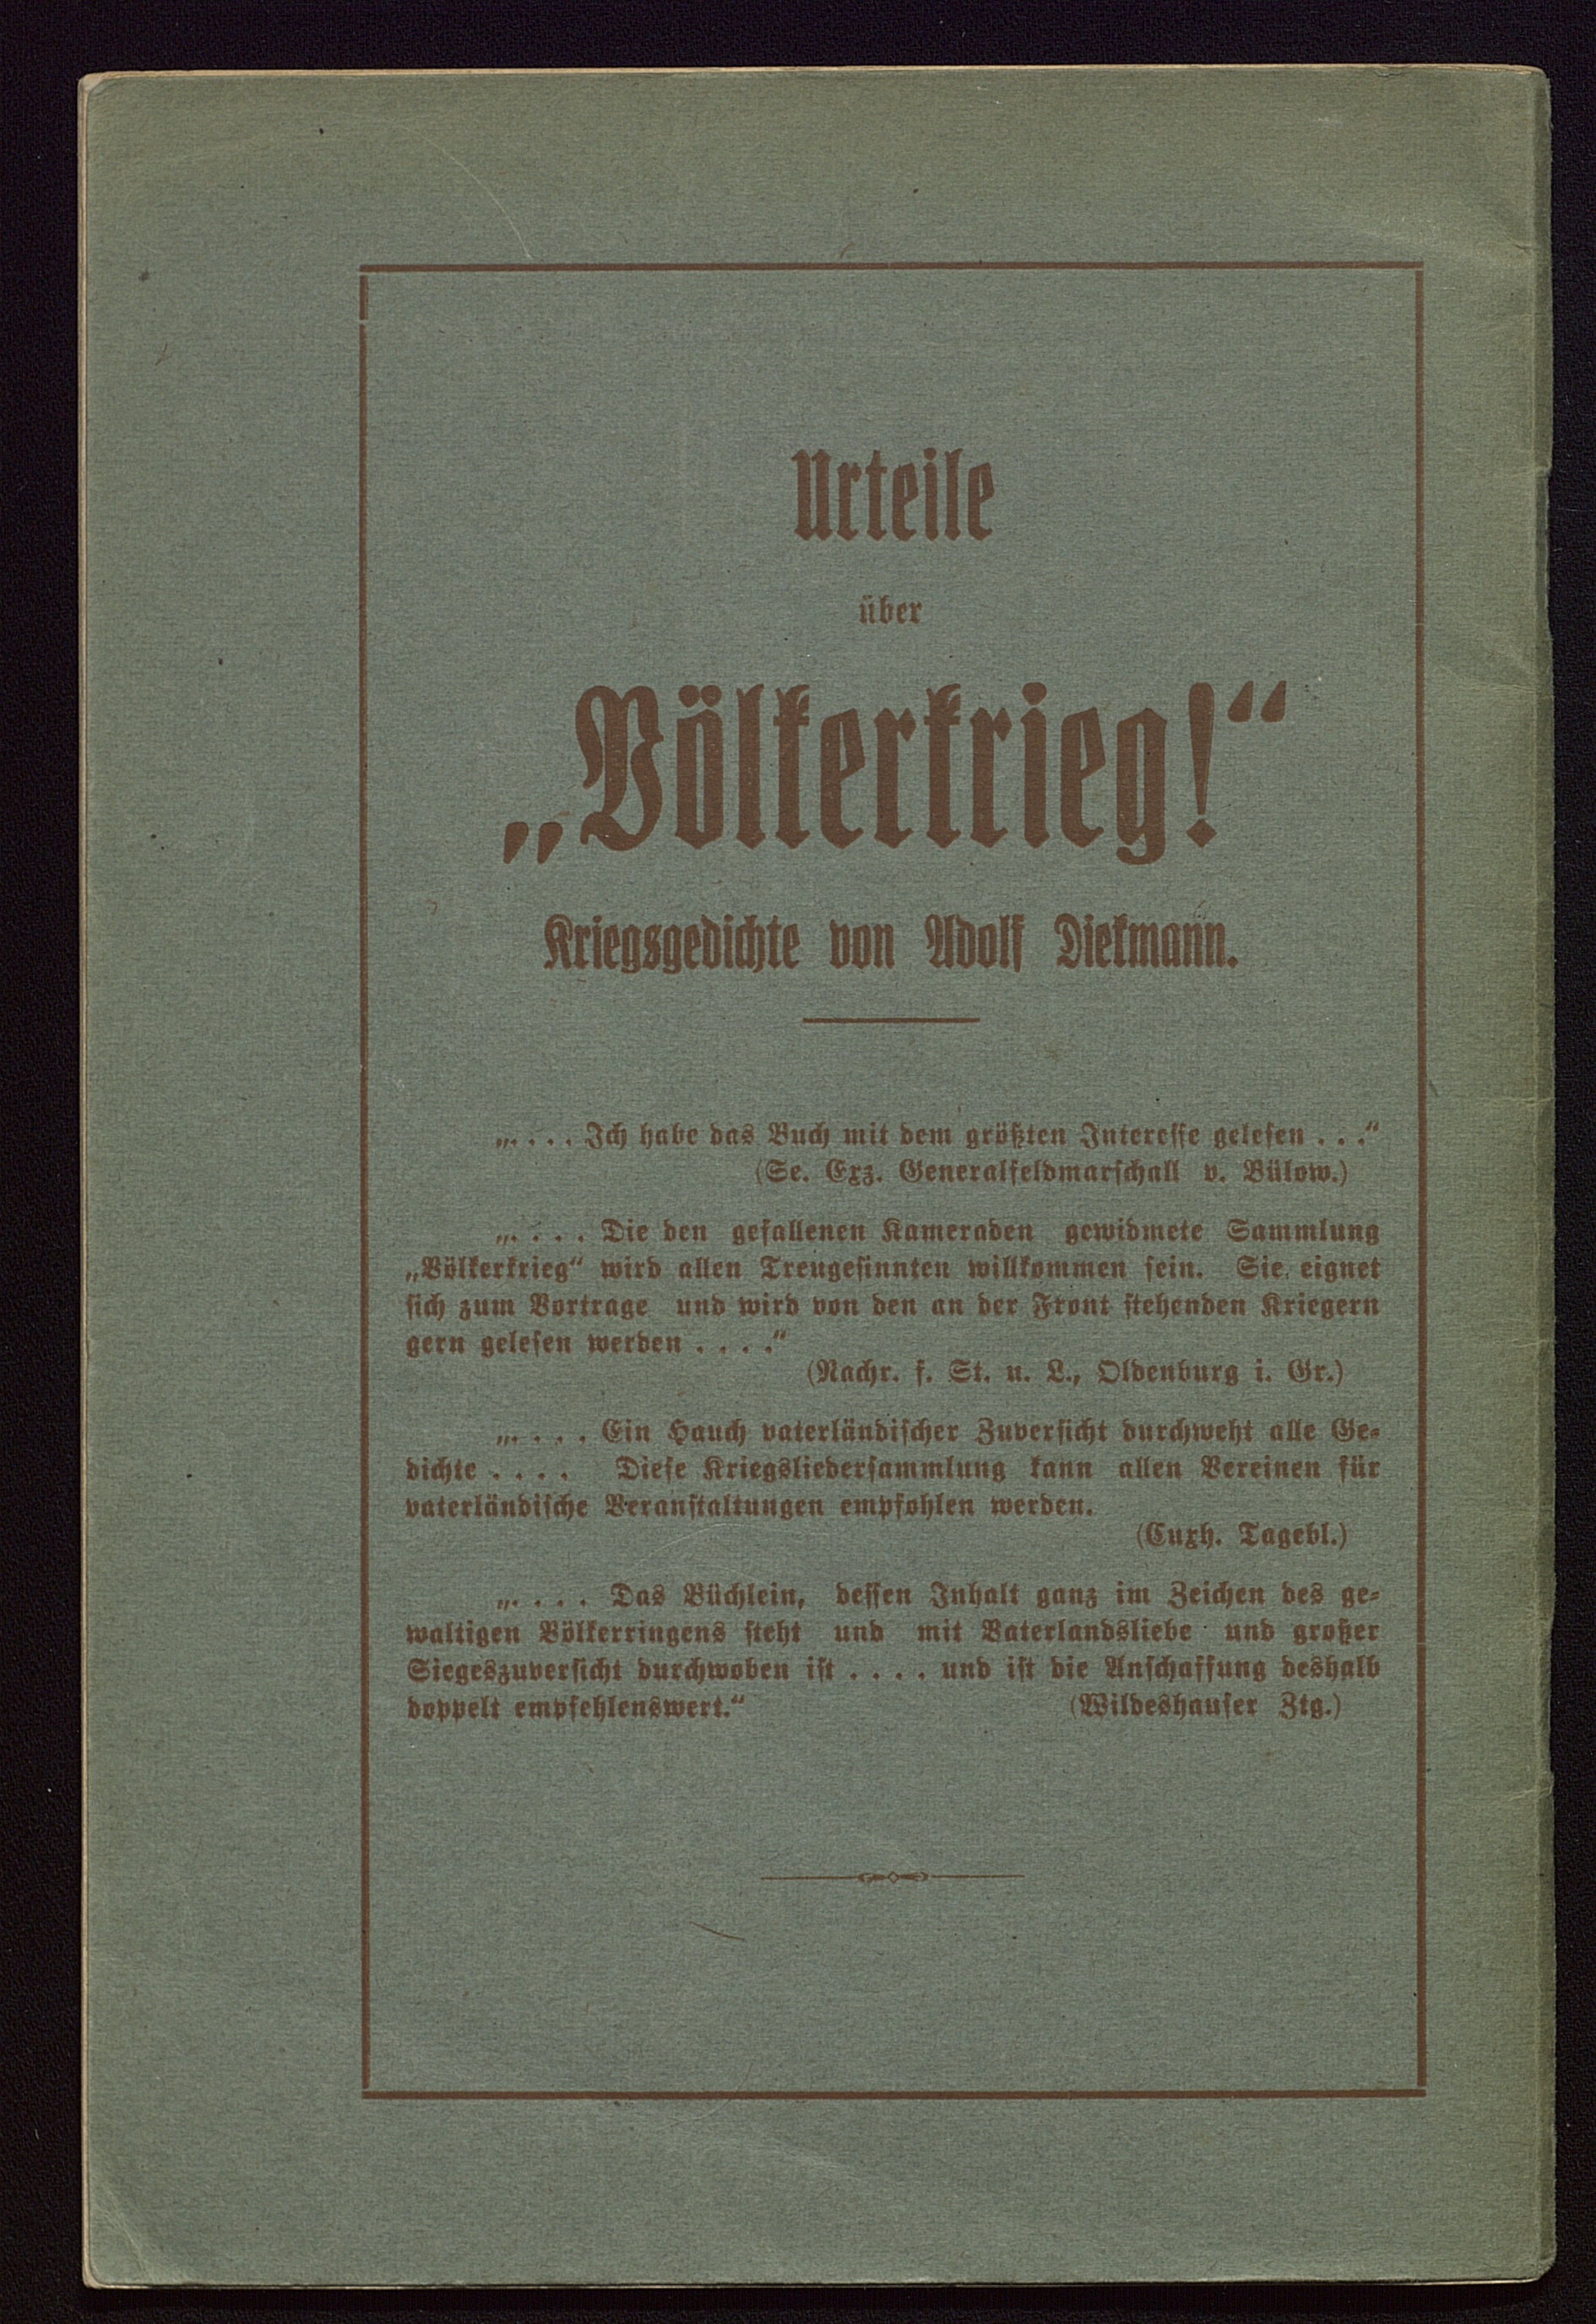 Urteile
über
„Völkerkrieg!“
Kriegsgedichte von Adolf Diekmann.
„. . . . Ich habe das Buch mit dem größten Interesse gelesen . . .“
(Se. Exz. Generalfeldmarschall v. Bülow.)
„. . . . Die den gefallenen Kameraden gewidmete Sammlung
„Völkerkrieg“ wird allen Treugesinnten willkommen sein. Sie eignet
sich zum Vortrage und wird von den an der Front stehenden Kriegern
gern gelesen werden . . . .“
(Nachr. f. St. u. L., Oldenburg i. Gr.)
„. . . . Ein Hauch vaterländischer Zuversicht durchweht alle Ge-
dichte . . . . Diese Kriegsliedersammlung kann allen Vereinen für
vaterländische Veranstaltungen empfohlen werden.
(Cuxh. Tagebl.)
„. . . . Das Büchlein, dessen Inhalt ganz im Zeichen des ge-
waltigen Völkerringens steht und mit Vaterlandsliebe und großer
Siegeszuversicht durchwoben ist . . . . und ist die Anschaffung deshalb
doppelt empfehlenswert.“ (Wildeshauser Ztg.)